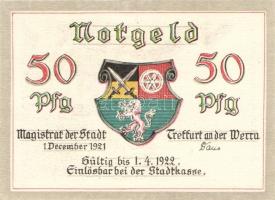 Notgeld
50 50
Pfg Pfg
Magistrat der Stadt Treffurt an der Werra
1 December 1921
Gültig bis 1. 4. 1922.
Einlösbar bei der Stadtkasse.